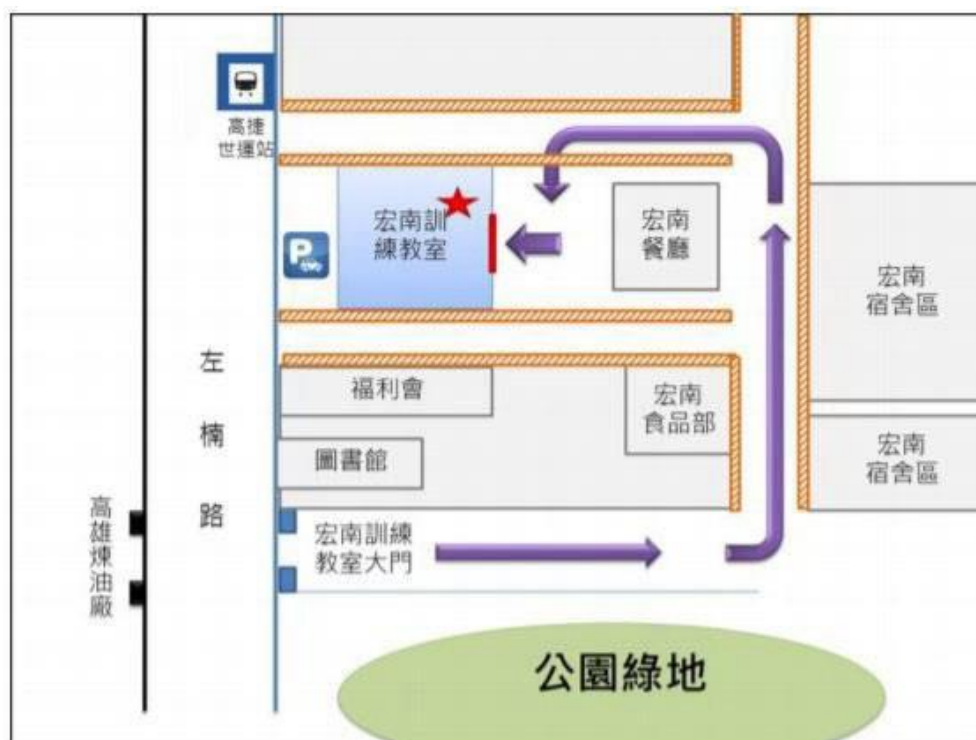 高捷
世運站
宏南訓
練教室
宏南
餐廳
宏南
宿舍區
P
左楠路
福利會
宏南
食品部
圖書館
宏南
宿舍區
高雄煉油廠
宏南訓練
教室大門
公園綠地